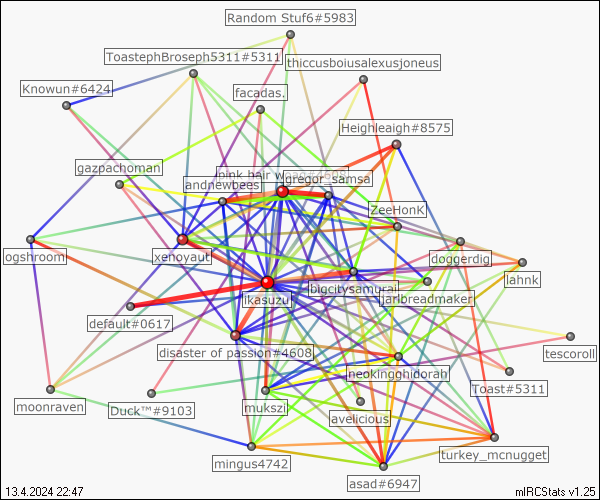 Random Stuf6#5983
ToastephBroseph5311#5311
thiccusboiusalexusjoneus
Knowun#6424
facadas.
Heighleaigh#8575
gazpachoman
pink hair woag#4608
andnewbees
gregor_samsa
ZeeHonK
ogshroom
xenoyaut
doggerdig
lahnk
bigcitysamurai
jarlbreadmaker
ikasuzu
default#0617
disaster of passion#4608
tescoroll
neokingghidorah
Toast#5311
moonraven
Duck™#9103
mukszi
avelicious
mingus4742
turkey_mcnugget
asad#6947
13.4.2024 22:47
mIRCStats v1.25